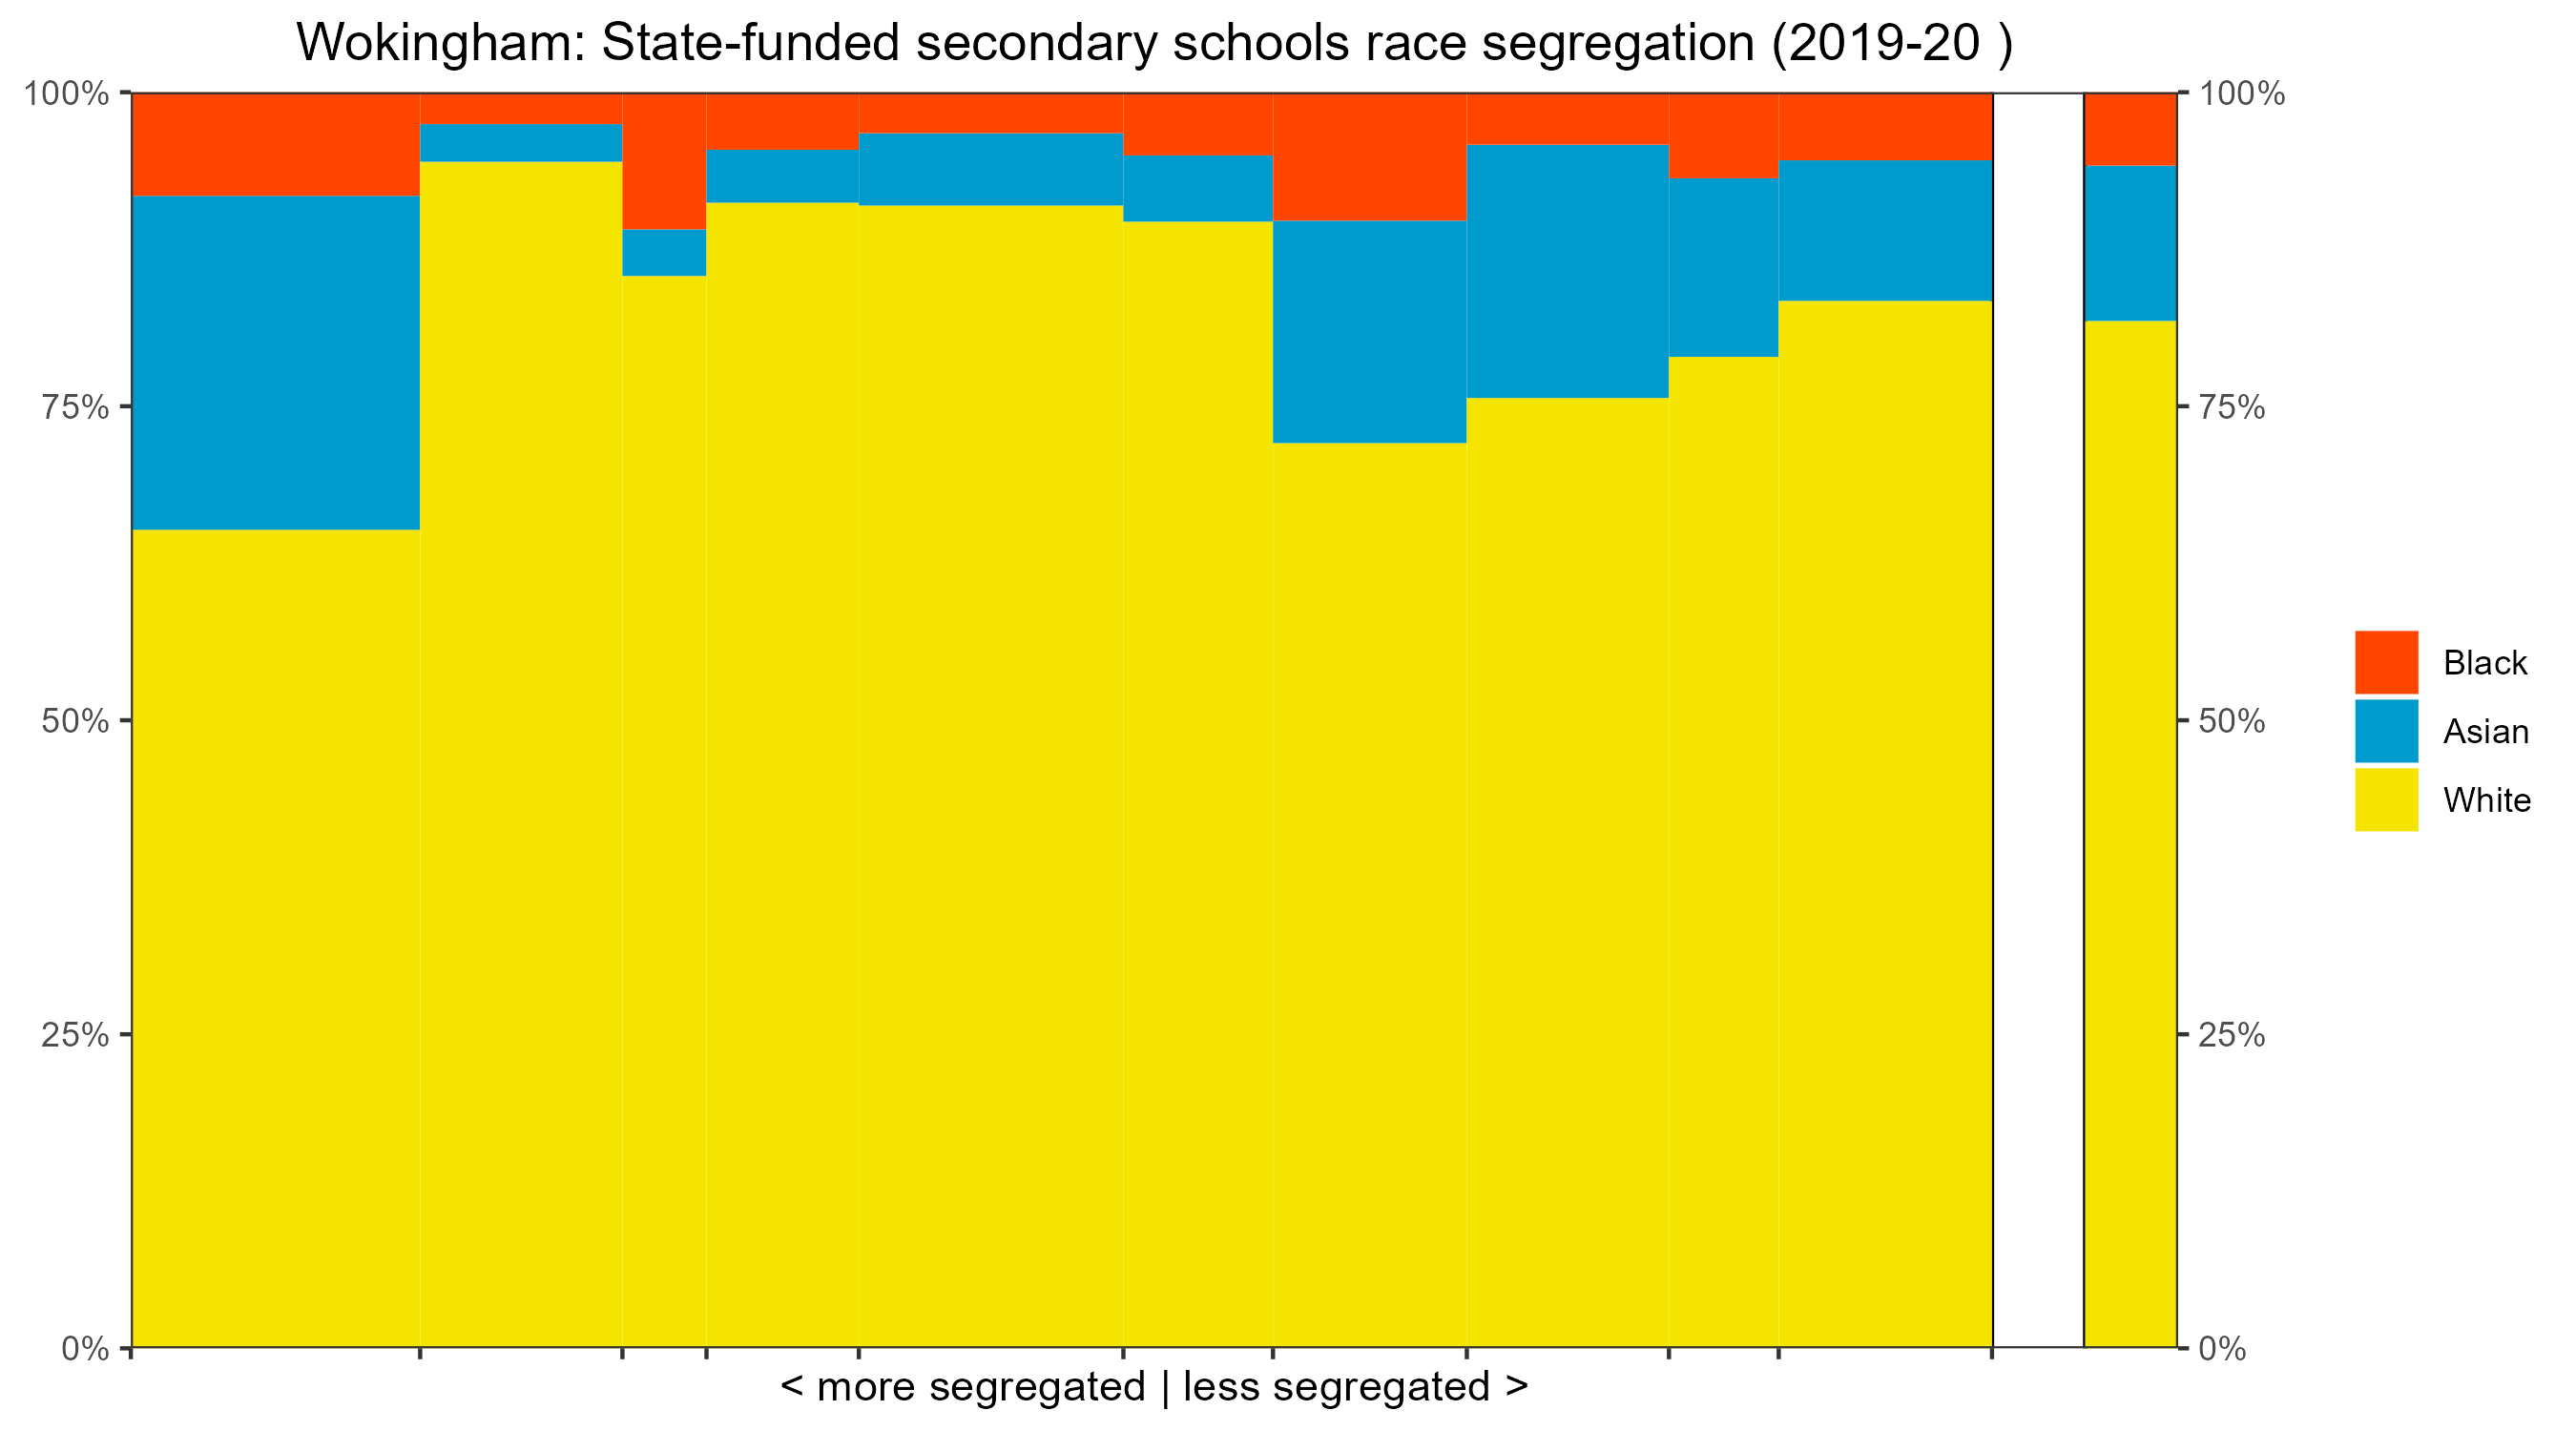 Wokingham: State-funded secondary schools race segregation (2019-20 )
100%
75%
50%
25%
0%
100%
75%
50%
25%
0%
Black
Asian
White
< more segregated | less segregated >